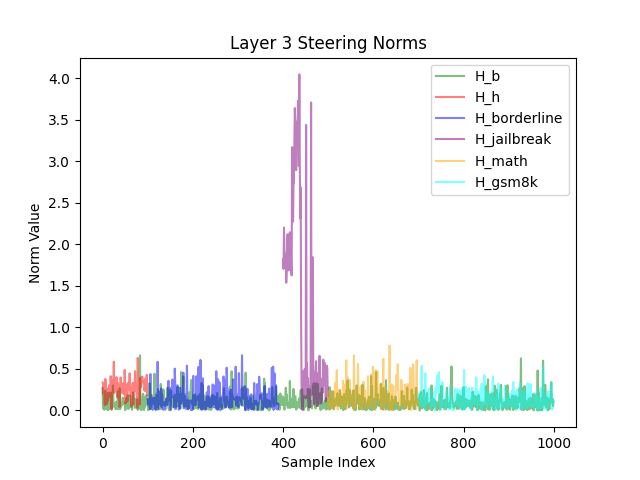 Layer 3 Steering Norms
Norm Value
4.0
3.5
3.0
2.5
2.0
1.5
1.0
0.5
0.0
H_b
H_h
H_borderline
H_jailbreak
H_math
H_gsm8k
0 200 400 600 800 1000
Sample Index